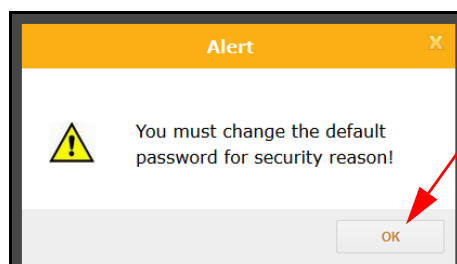 Alert X
You must change the default
password for security reason!
OK